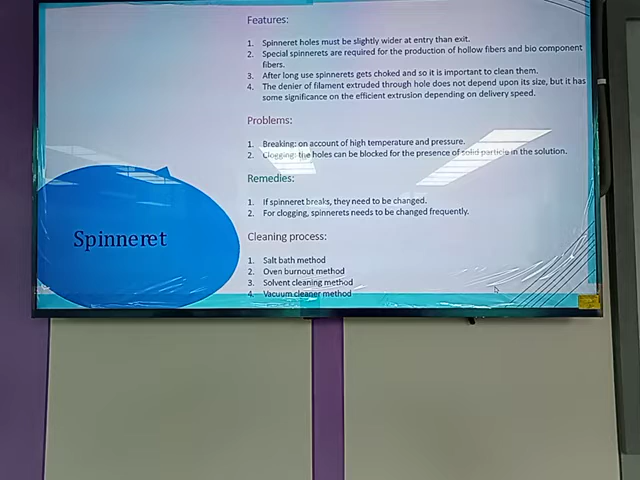 Features:
1. Spinneret holes must be slightly wider at entry than exit.
2. Special spinnerets are required for the production of hollow fibers and bio component
fibers.
3. After long use spinnerets gets choked and so it is important to clean them.
4. The denier of filament extruded through hole does not depend upon its size, but it has
some significance on the efficient extrusion depending on delivery speed.
Problems:
1. Breaking: on account of high temperature and pressure.
2. Clogging: the holes can be blocked for the presence of solid particle in the solution.
Remedies:
1. If spinneret breaks, they need to be changed.
2. For clogging, spinnerets needs to be changed frequently.
Spinneret
Cleaning process:
1. Salt bath method
2. Oven burnout method
3. Solvent cleaning method
4. Vacuum cleaner method